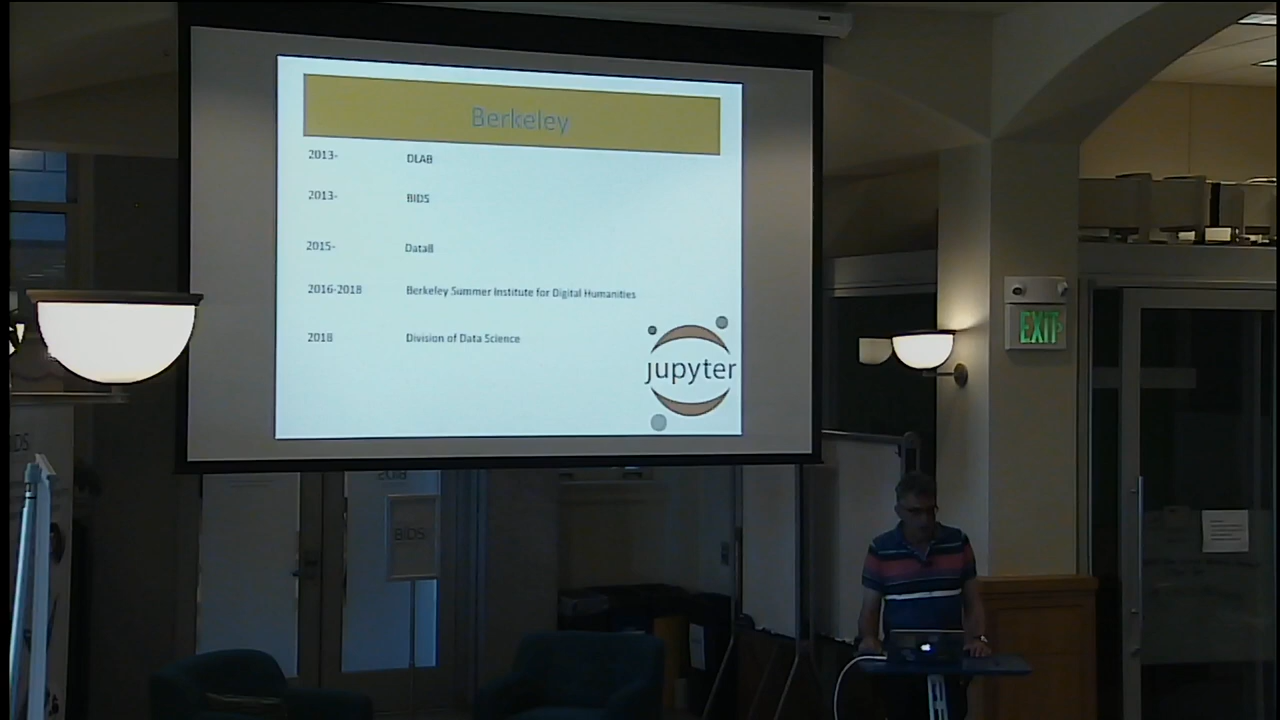 Berkeley
2013- DLAB
2013- BIDS
2015- Data8
2016-2018 Berkeley Summer Institute for Digital Humanities
2018 Division of Data Science
jupyter
EXIT
BIDS